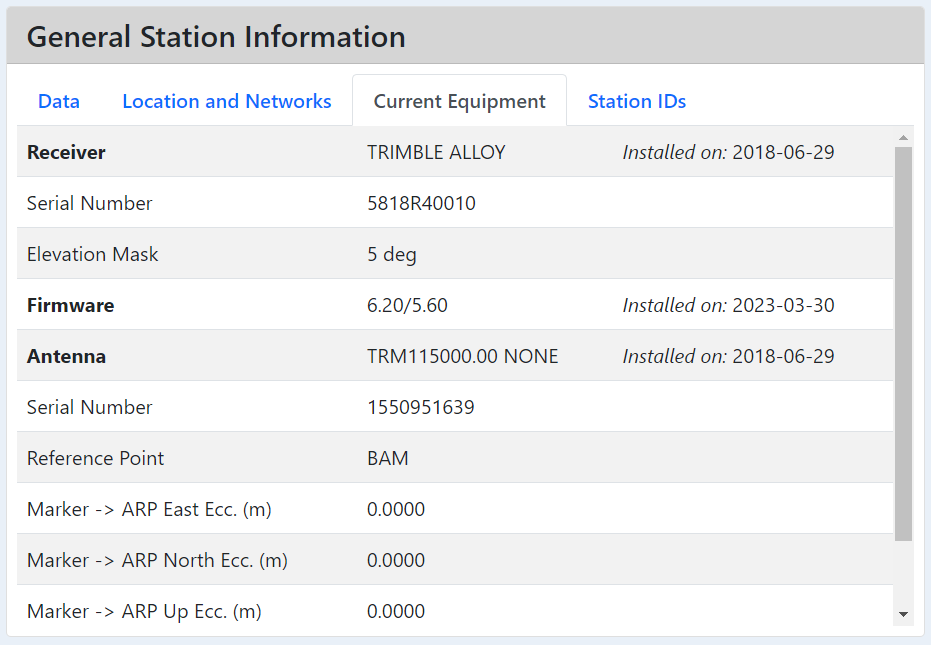 General Station Information
Data Location and Networks Current Equipment Station IDs
Receiver TRIMBLE ALLOY Installed on: 2018-06-29
Serial Number 5818R40010
Elevation Mask 5 deg
Firmware 6.20/5.60 Installed on: 2023-03-30
Antenna TRM115000.00 NONE Installed on: 2018-06-29
Serial Number 1550951639
Reference Point BAM
Marker -> ARP East Ecc. (m) 0.0000
Marker -> ARP North Ecc. (m) 0.0000
Marker -> ARP Up Ecc. (m) 0.0000